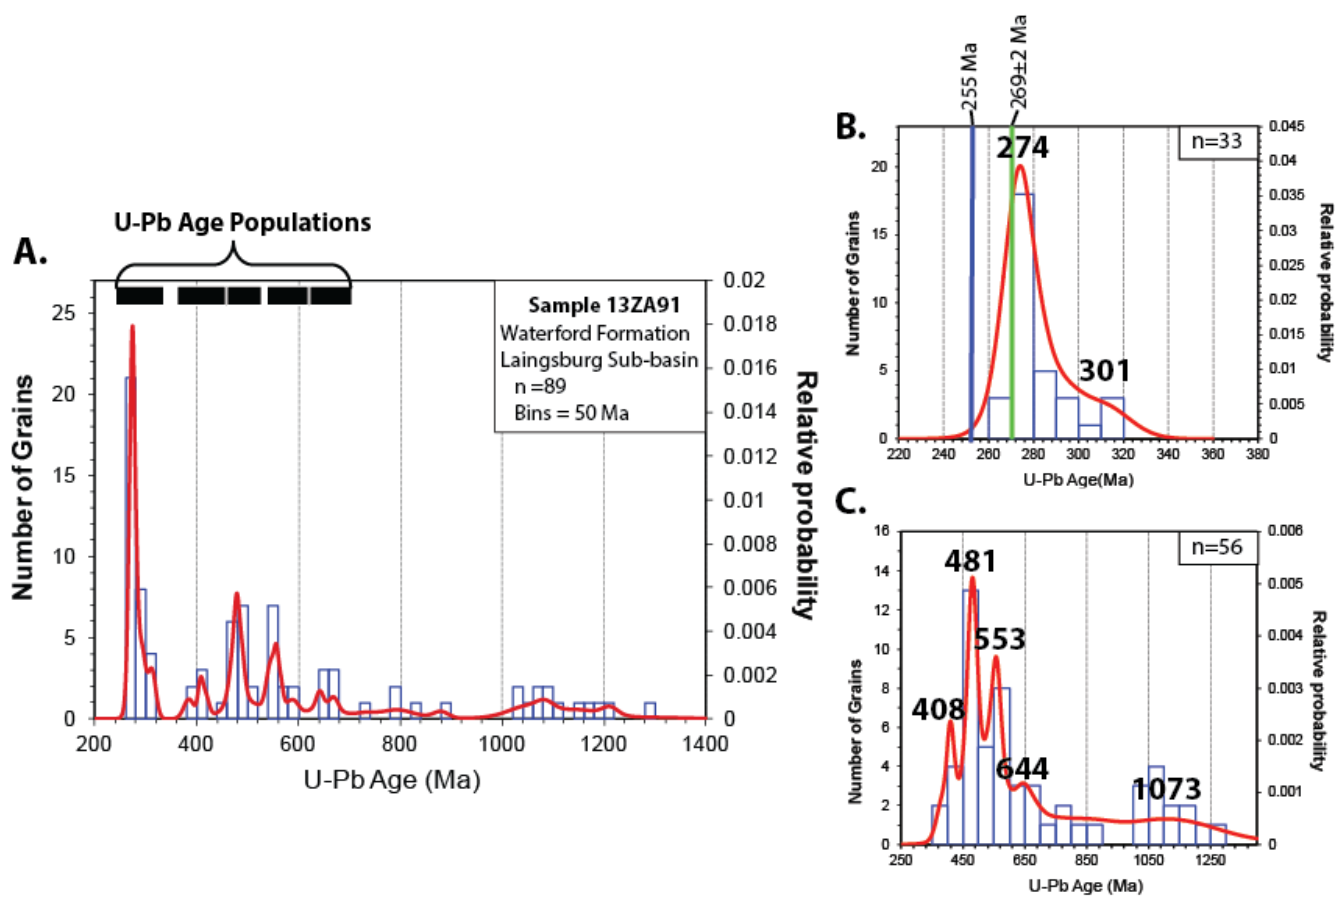 A.
U-Pb Age Populations
Sample 13ZA91
Waterford Formation
Laingsburg Sub-basin
n =89
Bins = 50 Ma
Number of Grains
25
20
15
10
5
0
Relative probability
0.02
0.018
0.016
0.014
0.012
0.01
0.008
0.006
0.004
0.002
0
200 400 600 800 1000 1200 1400
U-Pb Age (Ma)
B.
255 Ma
269±2 Ma
274
301
n=33
Number of Grains
20
15
10
5
0
Relative probability
0.045
0.04
0.035
0.03
0.025
0.02
0.015
0.01
0.005
0
220 240 260 280 300 320 340 360 380
U-Pb Age(Ma)
C.
n=56
481
553
408
644
1073
Number of Grains
16
14
12
10
8
6
4
2
0
Relative probability
0.006
0.005
0.004
0.003
0.002
0.001
0
250 450 650 850 1050 1250
U-Pb Age (Ma)